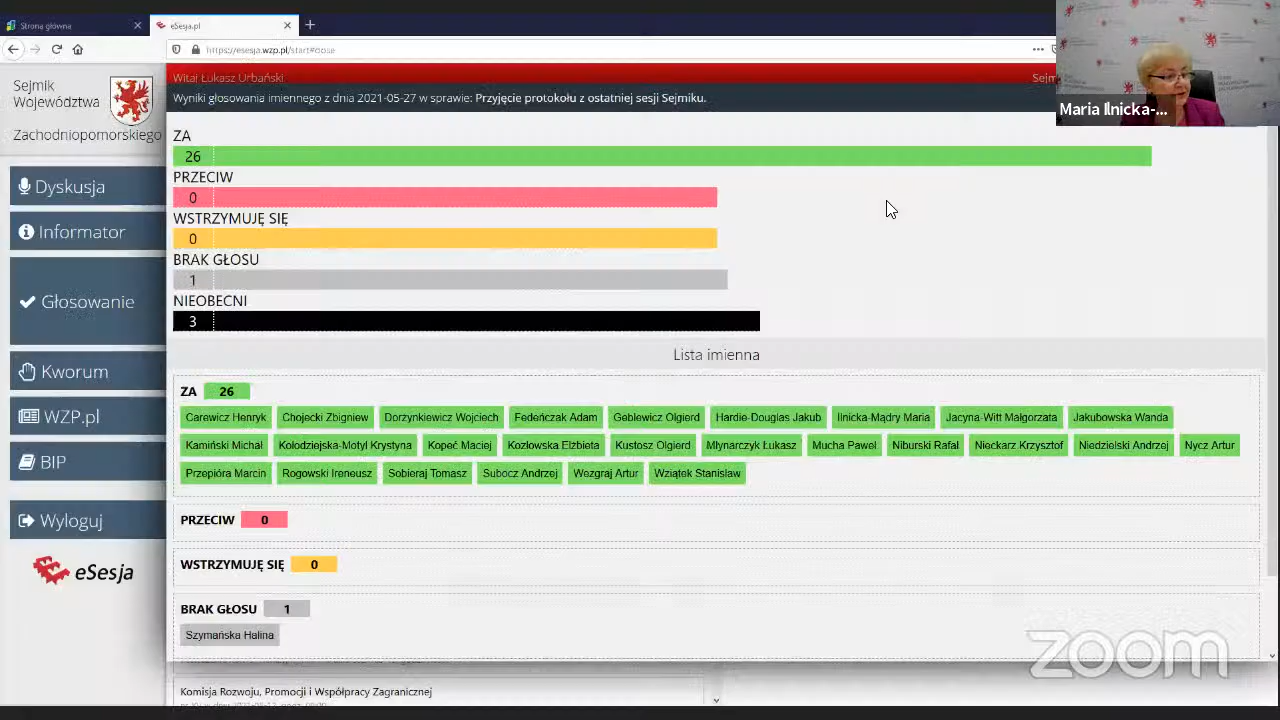 Strona główna
eSesja.pl
https://esesja.wzp.pl/start#close
Sejmik
Województwa
Zachodniopomorskiego
Witaj Łukasz Urbański
Sejm
Wyniki głosowania imiennego z dnia 2021-05-27 w sprawie: Przyjęcie protokołu z ostatniej sesji Sejmiku.
Maria Ilnicka-...
Dyskusja
Informator
Głosowanie
Kworum
WZP.pl
BIP
Wyloguj
eSesja
ZA
26
PRZECIW
0
WSTRZYMUJĘ SIĘ
0
BRAK GŁOSU
1
NIEOBECNI
3
Lista imienna
ZA 26
Carewicz Henryk Chojecki Zbigniew Dorżynkiewicz Wojciech Fedeńczak Adam Geblewicz Olgierd Hardie-Douglas Jakub Ilnicka-Mądry Maria Jacyna-Witt Małgorzata Jakubowska Wanda
Kamiński Michał Kołodziejska-Motyl Krystyna Kopeć Maciej Kozłowska Elżbieta Kustosz Olgierd Młynarczyk Łukasz Mucha Paweł Niburski Rafał Nieckarz Krzysztof Niedzielski Andrzej Nycz Artur
Przepióra Marcin Rogowski Ireneusz Sobieraj Tomasz Subocz Andrzej Wezgraj Artur Wziątek Stanisław
PRZECIW 0
WSTRZYMUJĘ SIĘ 0
BRAK GŁOSU 1
Szymańska Halina
zoom
Komisja Rozwoju, Promocji i Współpracy Zagranicznej